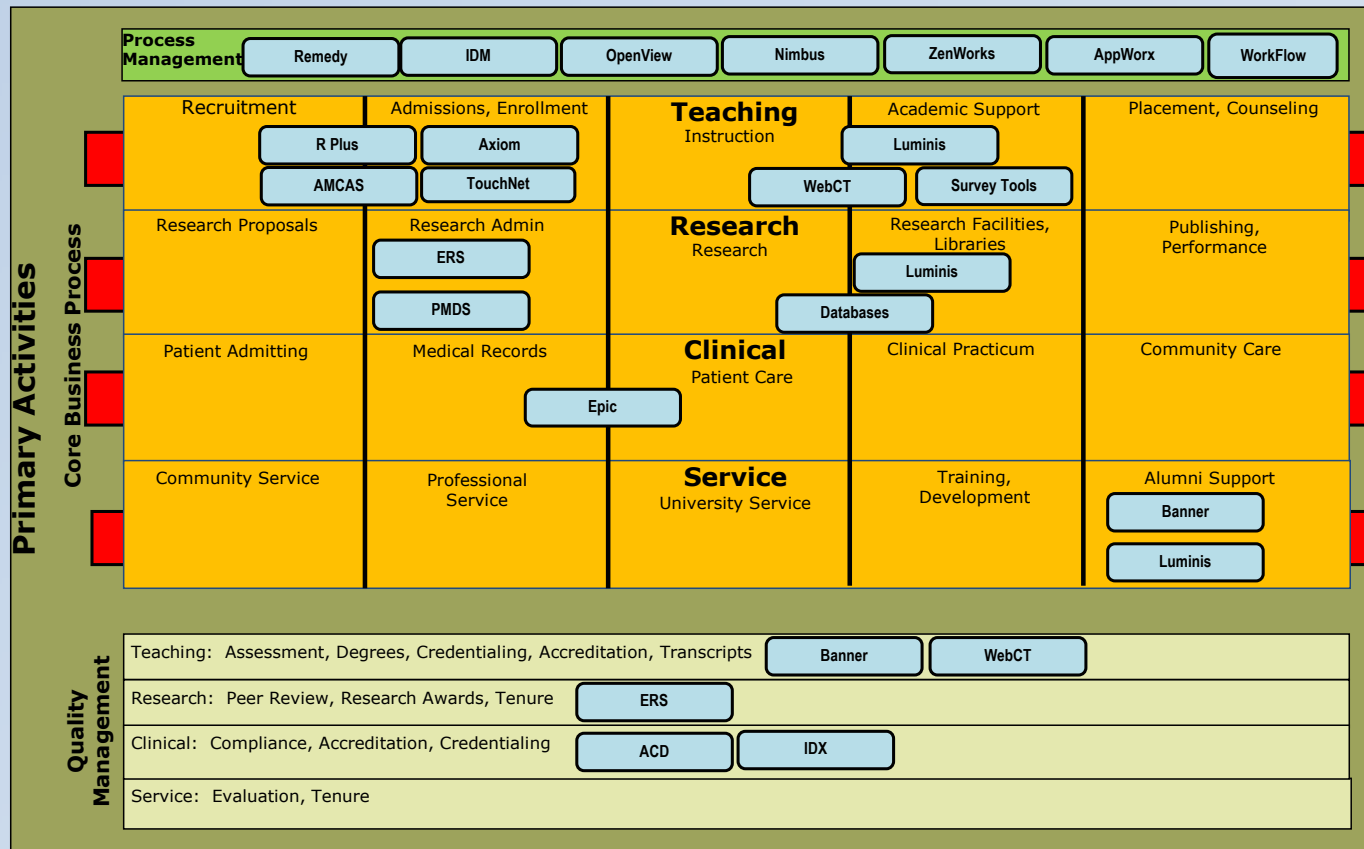 Process
Management
Remedy
IDM
OpenView
Nimbus
ZenWorks
AppWorx
WorkFlow
Primary Activities
Core Business Process
Recruitment
Admissions, Enrollment
Teaching
Instruction
Academic Support
Placement, Counseling
R Plus
Axiom
Luminis
AMCAS
TouchNet
WebCT
Survey Tools
Research Proposals
Research Admin
Research
Research
Research Facilities,
Libraries
Publishing,
Performance
ERS
Luminis
PMDS
Databases
Patient Admitting
Medical Records
Clinical
Patient Care
Clinical Practicum
Community Care
Epic
Community Service
Professional
Service
Service
University Service
Training,
Development
Alumni Support
Banner
Luminis
Quality
Management
Teaching: Assessment, Degrees, Credentialing, Accreditation, Transcripts
Banner
WebCT
Research: Peer Review, Research Awards, Tenure
ERS
Clinical: Compliance, Accreditation, Credentialing
ACD
IDX
Service: Evaluation, Tenure